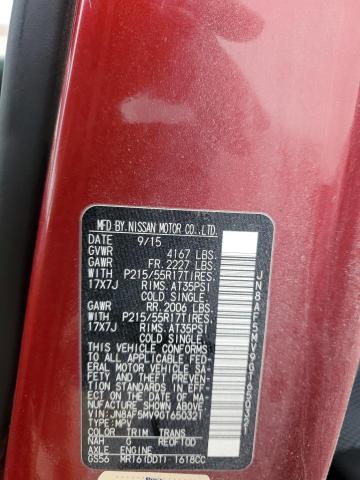 MFD.BY.NISSAN MOTOR CO.,LTD.
DATE 9/15
GVWR 4167 LBS.
GAWR FR. 2227 LBS.
WITH P215/55R17TIRES,
17X7J RIMS.AT35PSI
COLD SINGLE.
GAWR RR. 2006 LBS.
WITH P215/55R17TIRES,
17X7J RIMS.AT35PSI
COLD SINGLE.
THIS VEHICLE CONFORMS
TO ALL APPLICABLE FED-
ERAL MOTOR VEHICLE SA-
FETY AND THEFT PREVEN-
TION STANDARDS IN EFF-
ECT ON THE DATE OF MA-
NUFACTURE SHOWN ABOVE.
VIN: JN8AF5MV9GT650327
TYPE: MPV
COLOR TRIM TRANS
NAH G RE0F10D
AXLE ENGINE
GS56 MR16(DDT)-1618CC
JN8AF5MV9GT650327